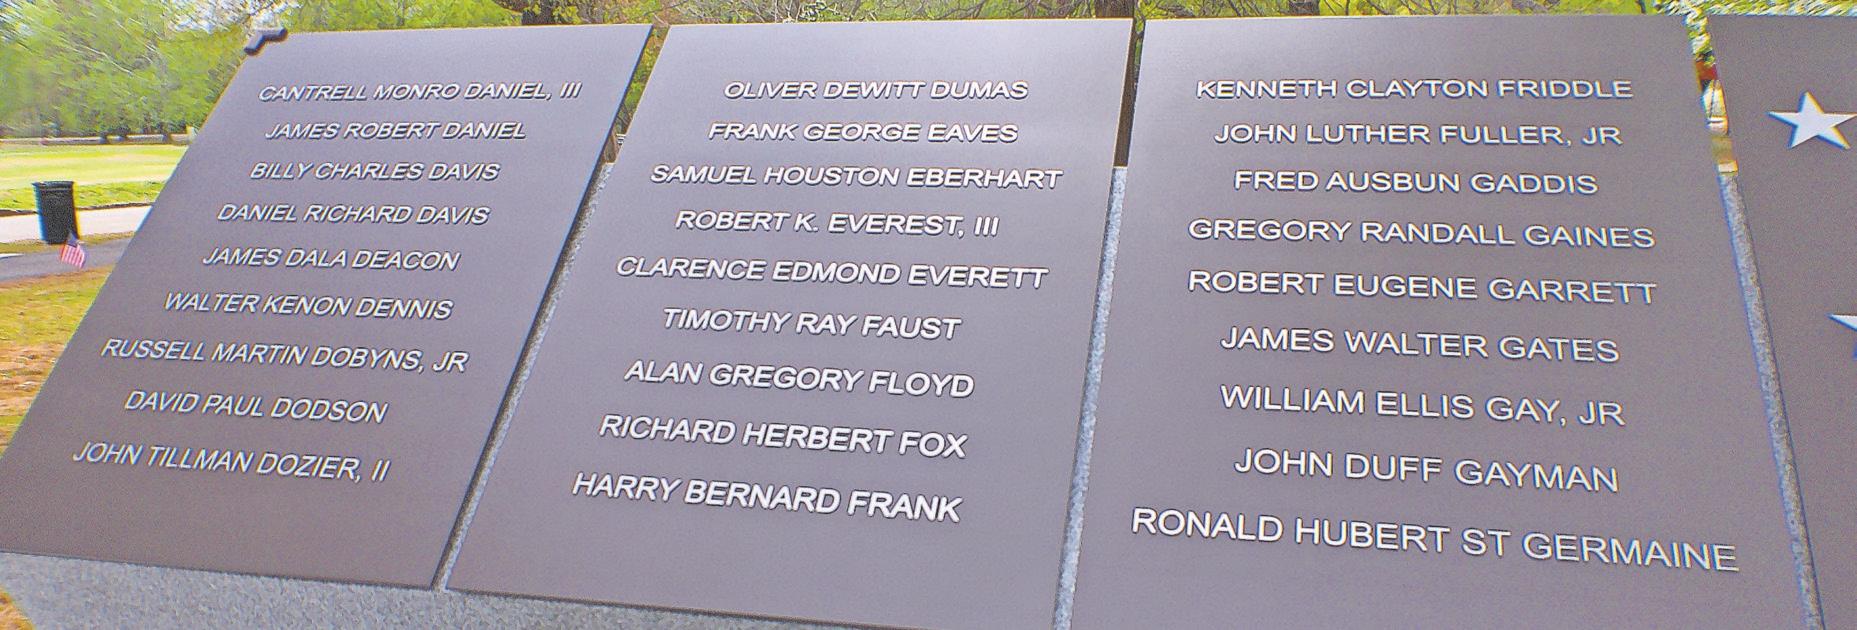 CANTRELL MONRO DANIEL, III
JAMES ROBERT DANIEL
BILLY CHARLES DAVIS
DANIEL RICHARD DAVIS
JAMES DALA DEACON
WALTER KENON DENNIS
RUSSELL MARTIN DOBYNS, JR
DAVID PAUL DODSON
JOHN TILLMAN DOZIER, II
OLIVER DEWITT DUMAS
FRANK GEORGE EAVES
SAMUEL HOUSTON EBERHART
ROBERT K. EVEREST, III
CLARENCE EDMOND EVERETT
TIMOTHY RAY FAUST
ALAN GREGORY FLOYD
RICHARD HERBERT FOX
HARRY BERNARD FRANK
KENNETH CLAYTON FRIDDLE
JOHN LUTHER FULLER, JR
FRED AUSBUN GADDIS
GREGORY RANDALL GAINES
ROBERT EUGENE GARRETT
JAMES WALTER GATES
WILLIAM ELLIS GAY, JR
JOHN DUFF GAYMAN
RONALD HUBERT ST GERMAINE